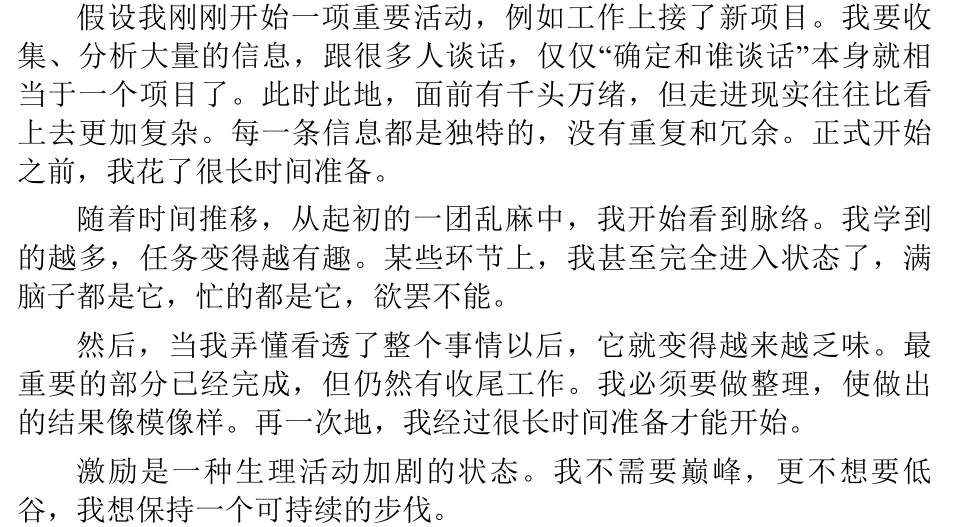 假设我刚刚开始一项重要活动，例如工作上接了新项目。我要收
集、分析大量的信息，跟很多人谈话，仅仅“确定和谁谈话”本身就相
当于一个项目了。此时此地，面前有千头万绪，但走进现实往往比看
上去更加复杂。每一条信息都是独特的，没有重复和冗余。正式开始
之前，我花了很长时间准备。
随着时间推移，从起初的一团乱麻中，我开始看到脉络。我学到
的越多，任务变得越有趣。某些环节上，我甚至完全进入状态了，满
脑子都是它，忙的都是它，欲罢不能。
然后，当我弄懂看透了整个事情以后，它就变得越来越乏味。最
重要的部分已经完成，但仍然有收尾工作。我必须要做整理，使做出
的结果像模像样。再一次地，我经过很长时间准备才能开始。
激励是一种生理活动加剧的状态。我不需要巅峰，更不想要低
谷，我想保持一个可持续的步伐。